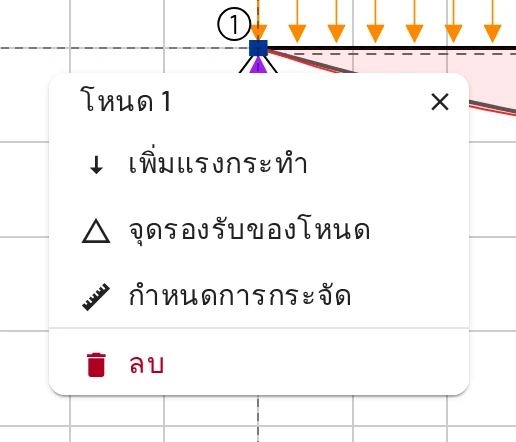 1
โหนด 1
เพิ่มแรงกระทำ
จุดรองรับของโหนด
กำหนดการกระจัด
ลบ